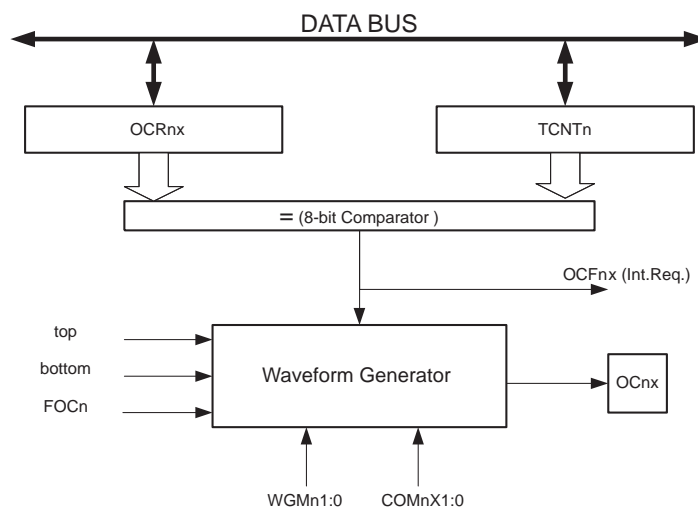 DATA BUS
OCRnx
TCNTn
= (8-bit Comparator )
OCFnx (Int.Req.)
top
bottom
FOCn
Waveform Generator
OCnx
WGMn1:0
COMnX1:0